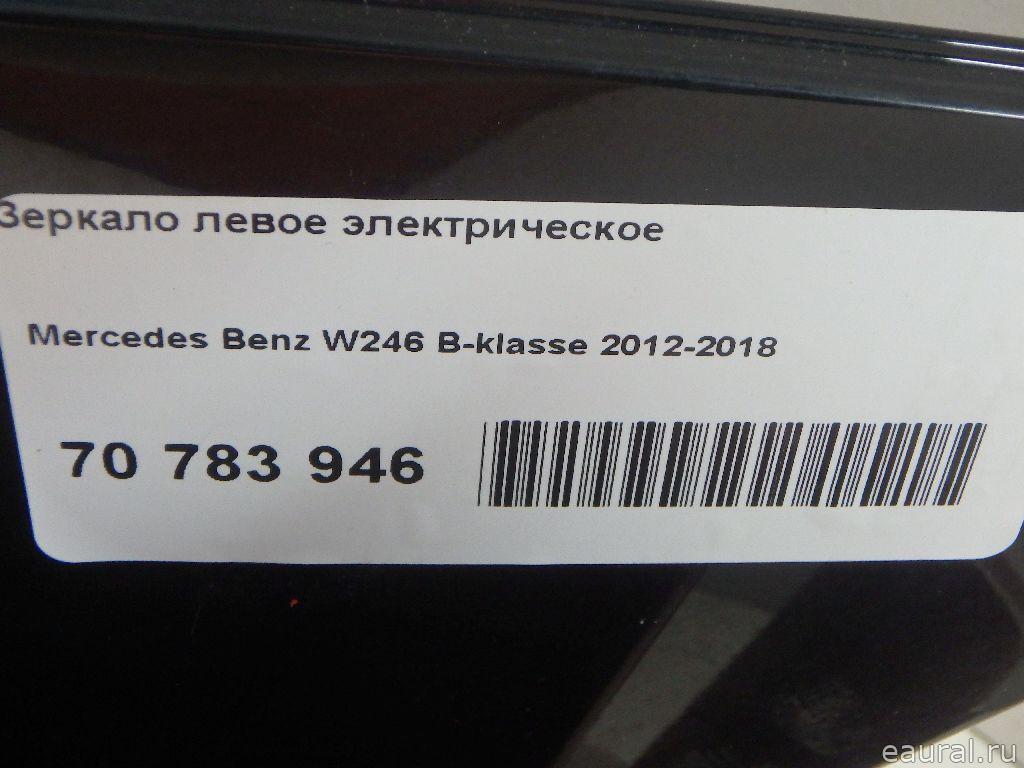 Зеркало левое электрическое
Mercedes Benz W246 B-klasse 2012-2018
70 783 946
eaural.ru